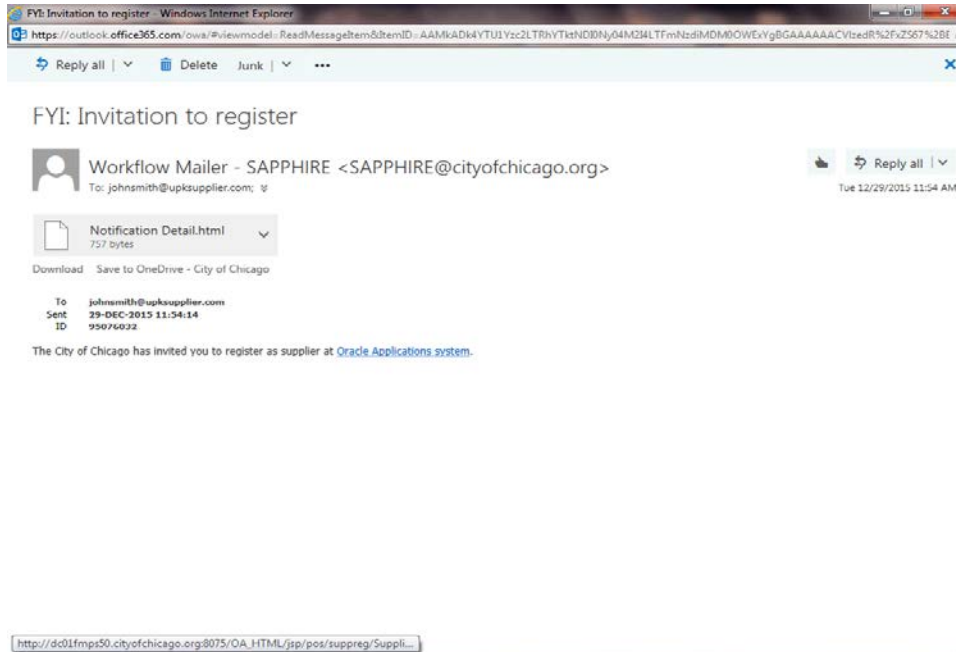 FYI: Invitation to register - Windows Internet Explorer
Reply all | Delete Junk | •••
FYI: Invitation to register
Workflow Mailer - SAPPHIRE <SAPPHIRE@cityofchicago.org>
Reply all |
To: johnsmith@upksupplier.com;
Tue 12/29/2015 11:54 AM
Notification Detail.html
757 bytes
Download Save to OneDrive - City of Chicago
To johnsmith@upksupplier.com
Sent 29-DEC-2015 11:54:14
ID 95076032
The City of Chicago has invited you to register as supplier at Oracle Applications system.
http://dc01fmps50.cityofchicago.org:8075/OA_HTML/jsp/pos/suppreg/Suppli...